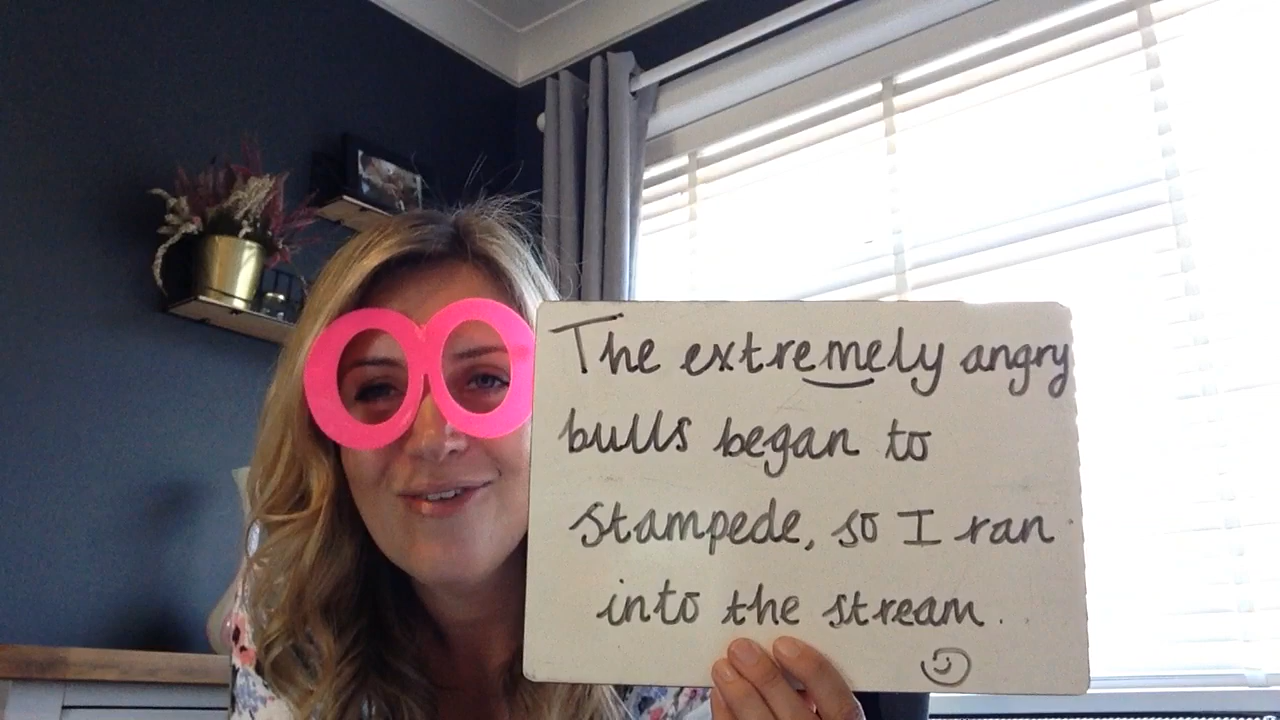 The extremely angry
bulls began to
stampede, so I ran
into the stream.